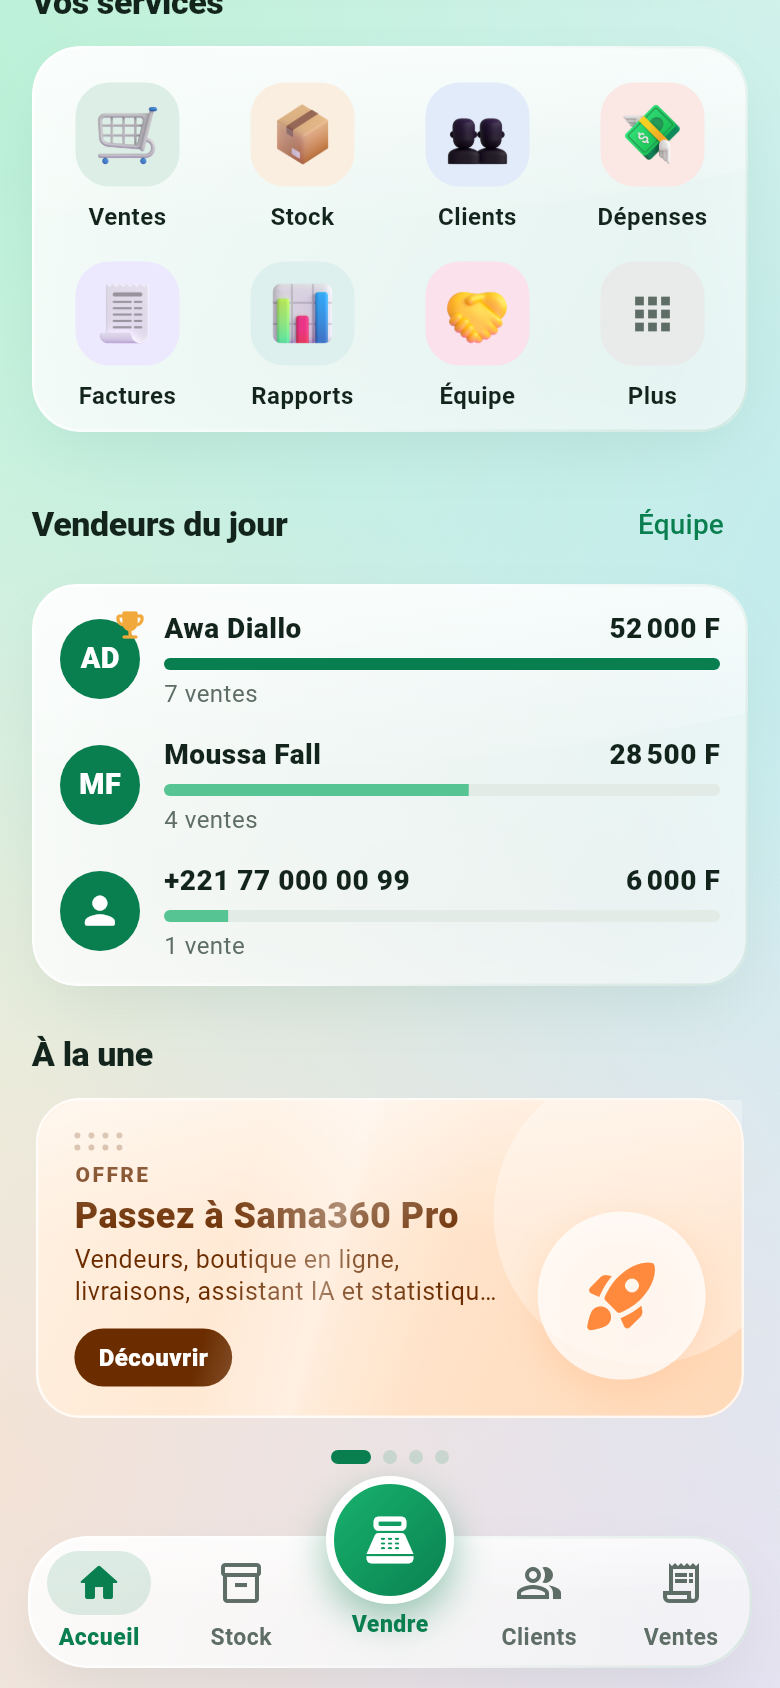 Vos services
Ventes
Stock
Clients
Dépenses
Factures
Rapports
Équipe
Plus
Vendeurs du jour
Équipe
AD
Awa Diallo
52 000 F
7 ventes
MF
Moussa Fall
28 500 F
4 ventes
+221 77 000 00 99
6 000 F
1 vente
À la une
OFFRE
Passez à Sama360 Pro
Vendeurs, boutique en ligne,
livraisons, assistant IA et statistiqu...
Découvrir
Accueil
Stock
Vendre
Clients
Ventes